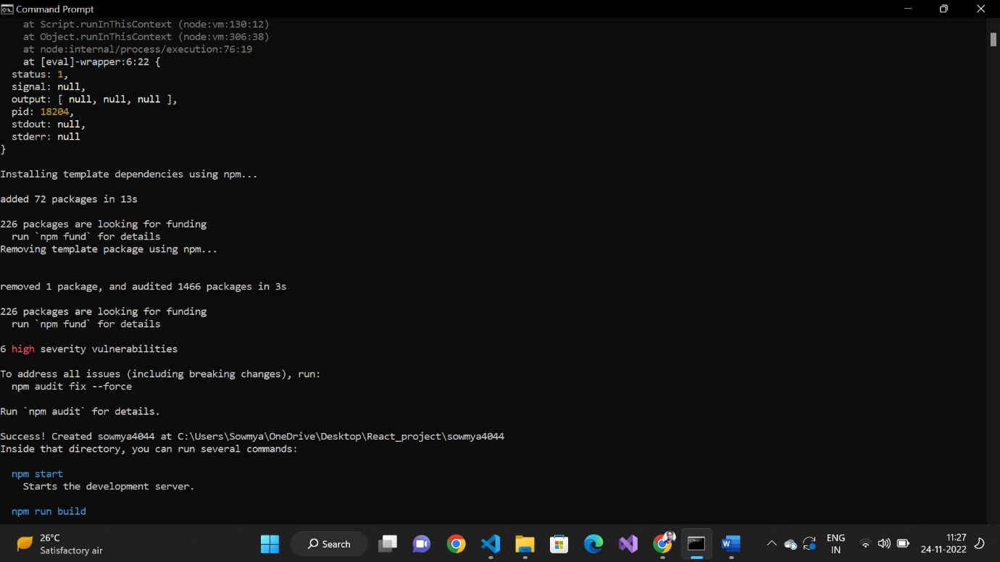 Command Prompt
at Script.runInThisContext (node:vm:130:12)
at Object.runInThisContext (node:vm:306:38)
at node:internal/process/execution:76:19
at [eval]-wrapper:6:22 {
status: 1,
signal: null,
output: [ null, null, null ],
pid: 18204,
stdout: null,
stderr: null
}
Installing template dependencies using npm...
added 72 packages in 13s
226 packages are looking for funding
run `npm fund` for details
Removing template package using npm...
removed 1 package, and audited 1466 packages in 3s
226 packages are looking for funding
run `npm fund` for details
6 high severity vulnerabilities
To address all issues (including breaking changes), run:
npm audit fix --force
Run `npm audit` for details.
Success! Created sowmya4044 at C:\Users\Sowmya\OneDrive\Desktop\React_project\sowmya4044
Inside that directory, you can run several commands:
npm start
Starts the development server.
npm run build
26°C
Satisfactory air
Search
ENG
IN
11:27
24-11-2022